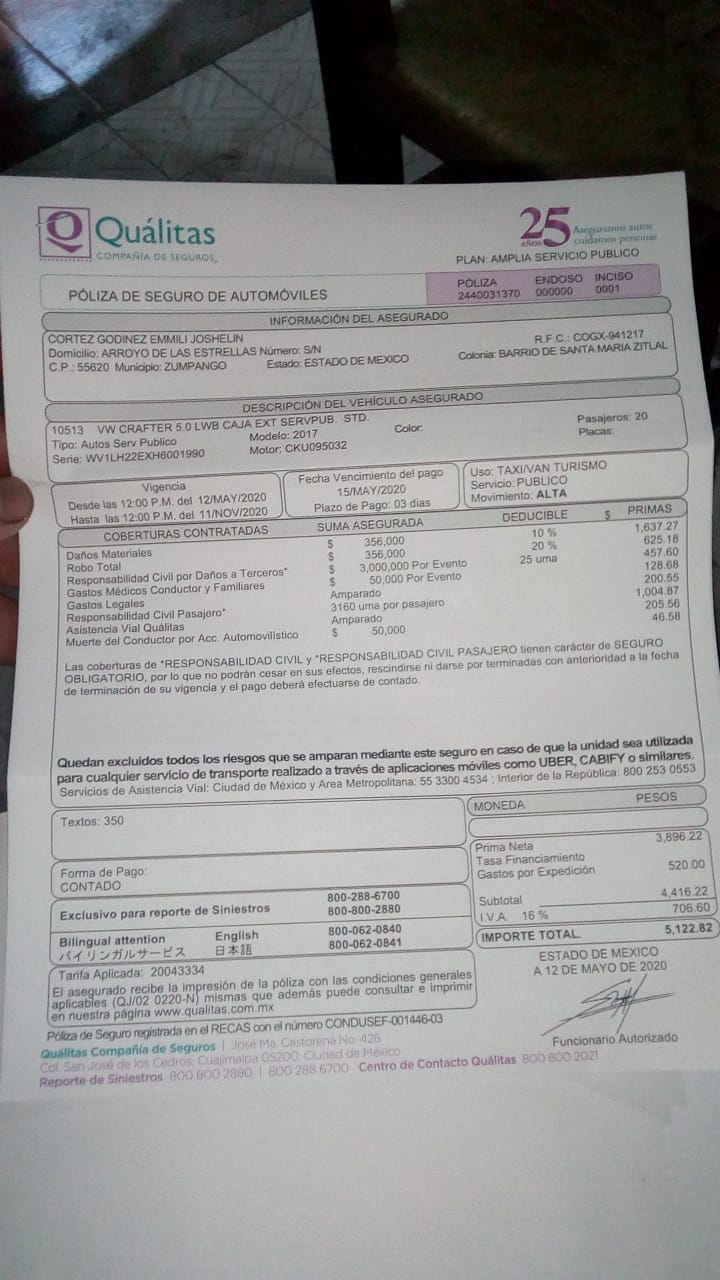 Quálitas
COMPAÑÍA DE SEGUROS,
25 AÑOS
Aseguramos autos
cuidamos personas
PLAN: AMPLIA SERVICIO PUBLICO
PÓLIZA DE SEGURO DE AUTOMÓVILES
PÓLIZA ENDOSO INCISO
2440031370 000000 0001
INFORMACIÓN DEL ASEGURADO
CORTEZ GODINEZ EMMILI JOSHELIN R.F.C.: COGX-941217
Domicilio: ARROYO DE LAS ESTRELLAS Número: S/N Colonia: BARRIO DE SANTA MARIA ZITLAL
C.P.: 55620 Municipio: ZUMPANGO Estado: ESTADO DE MEXICO
DESCRIPCIÓN DEL VEHÍCULO ASEGURADO
10513 VW CRAFTER 5.0 LWB CAJA EXT SERVPUB. STD.
Tipo: Autos Serv Publico Modelo: 2017 Color: Pasajeros: 20
Serie: WV1LH22EXH6001990 Motor: CKU095032 Placas:
Vigencia
Desde las 12:00 P.M. del 12/MAY/2020
Hasta las 12:00 P.M. del 11/NOV/2020
Fecha Vencimiento del pago
15/MAY/2020
Plazo de Pago: 03 dias
Uso: TAXI/VAN TURISMO
Servicio: PUBLICO
Movimiento: ALTA
COBERTURAS CONTRATADAS SUMA ASEGURADA DEDUCIBLE $ PRIMAS
Daños Materiales $ 356,000 10 % 1,637.27
Robo Total $ 356,000 20 % 625.18
Responsabilidad Civil por Daños a Terceros* $ 3,000,000 Por Evento 25 uma 457.60
Gastos Médicos Conductor y Familiares $ 50,000 Por Evento 128.68
Gastos Legales Amparado 200.55
Responsabilidad Civil Pasajero* 3160 uma por pasajero 1,004.87
Asistencia Vial Quálitas Amparado 205.56
Muerte del Conductor por Acc. Automovilístico $ 50,000 46.58
Las coberturas de *RESPONSABILIDAD CIVIL y *RESPONSABILIDAD CIVIL PASAJERO tienen carácter de SEGURO
OBLIGATORIO, por lo que no podrán cesar en sus efectos, rescindirse ni darse por terminadas con anterioridad a la fecha
de terminación de su vigencia y el pago deberá efectuarse de contado.
Quedan excluidos todos los riesgos que se amparan mediante este seguro en caso de que la unidad sea utilizada
para cualquier servicio de transporte realizado a través de aplicaciones móviles como UBER, CABIFY o similares.
Servicios de Asistencia Vial: Ciudad de México y Area Metropolitana: 55 3300 4534 ; Interior de la República: 800 253 0553
Textos: 350
MONEDA PESOS
Prima Neta 3,896.22
Tasa Financiamiento
Gastos por Expedición 520.00
Subtotal 4,416.22
I.V.A. 16 % 706.60
IMPORTE TOTAL. 5,122.82
Forma de Pago:
CONTADO
Exclusivo para reporte de Siniestros 800-288-6700
800-800-2880
Bilingual attention English 800-062-0840
バイリンガルサービス 日本語 800-062-0841
Tarifa Aplicada: 20043334
El asegurado recibe la impresión de la póliza con las condiciones generales
aplicables (QJ/02 0220-N) mismas que además puede consultar e imprimir
en nuestra página www.qualitas.com.mx
ESTADO DE MEXICO
A 12 DE MAYO DE 2020
Funcionario Autorizado
Póliza de Seguro registrada en el RECAS con el número CONDUSEF-001446-03
Quálitas Compañía de Seguros | José Ma. Castorena No. 426
Col. San José de los Cedros, Cuajimalpa 05200, Ciudad de México
Reporte de Siniestros 800 800 2880 | 800 288 6700 Centro de Contacto Quálitas 800 800 2021